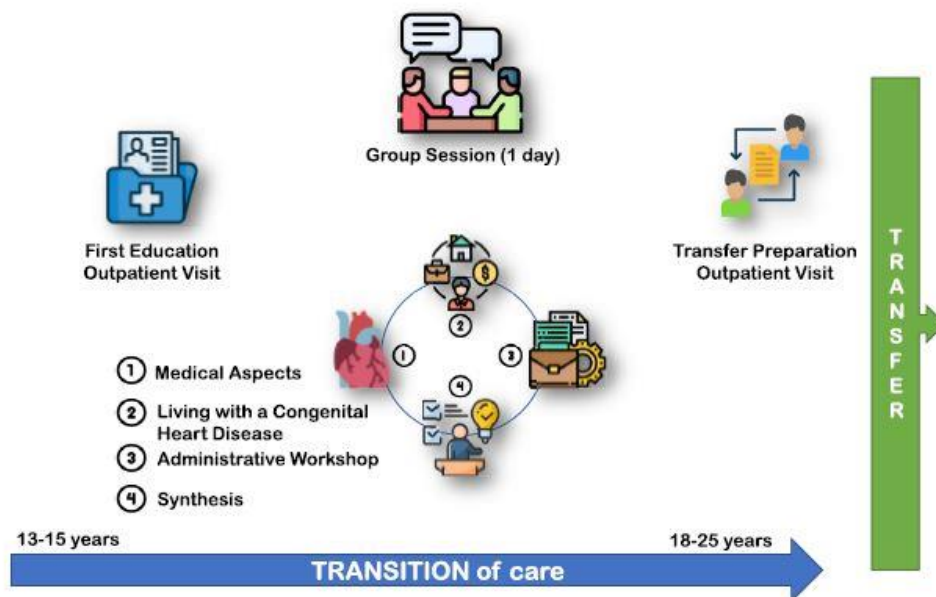 Group Session (1 day)
First Education
Outpatient Visit
Transfer Preparation
Outpatient Visit
$
2
1
3
4
1 Medical Aspects
2 Living with a Congenital
Heart Disease
3 Administrative Workshop
4 Synthesis
13-15 years
18-25 years
TRANSITION of care
TRANSFER